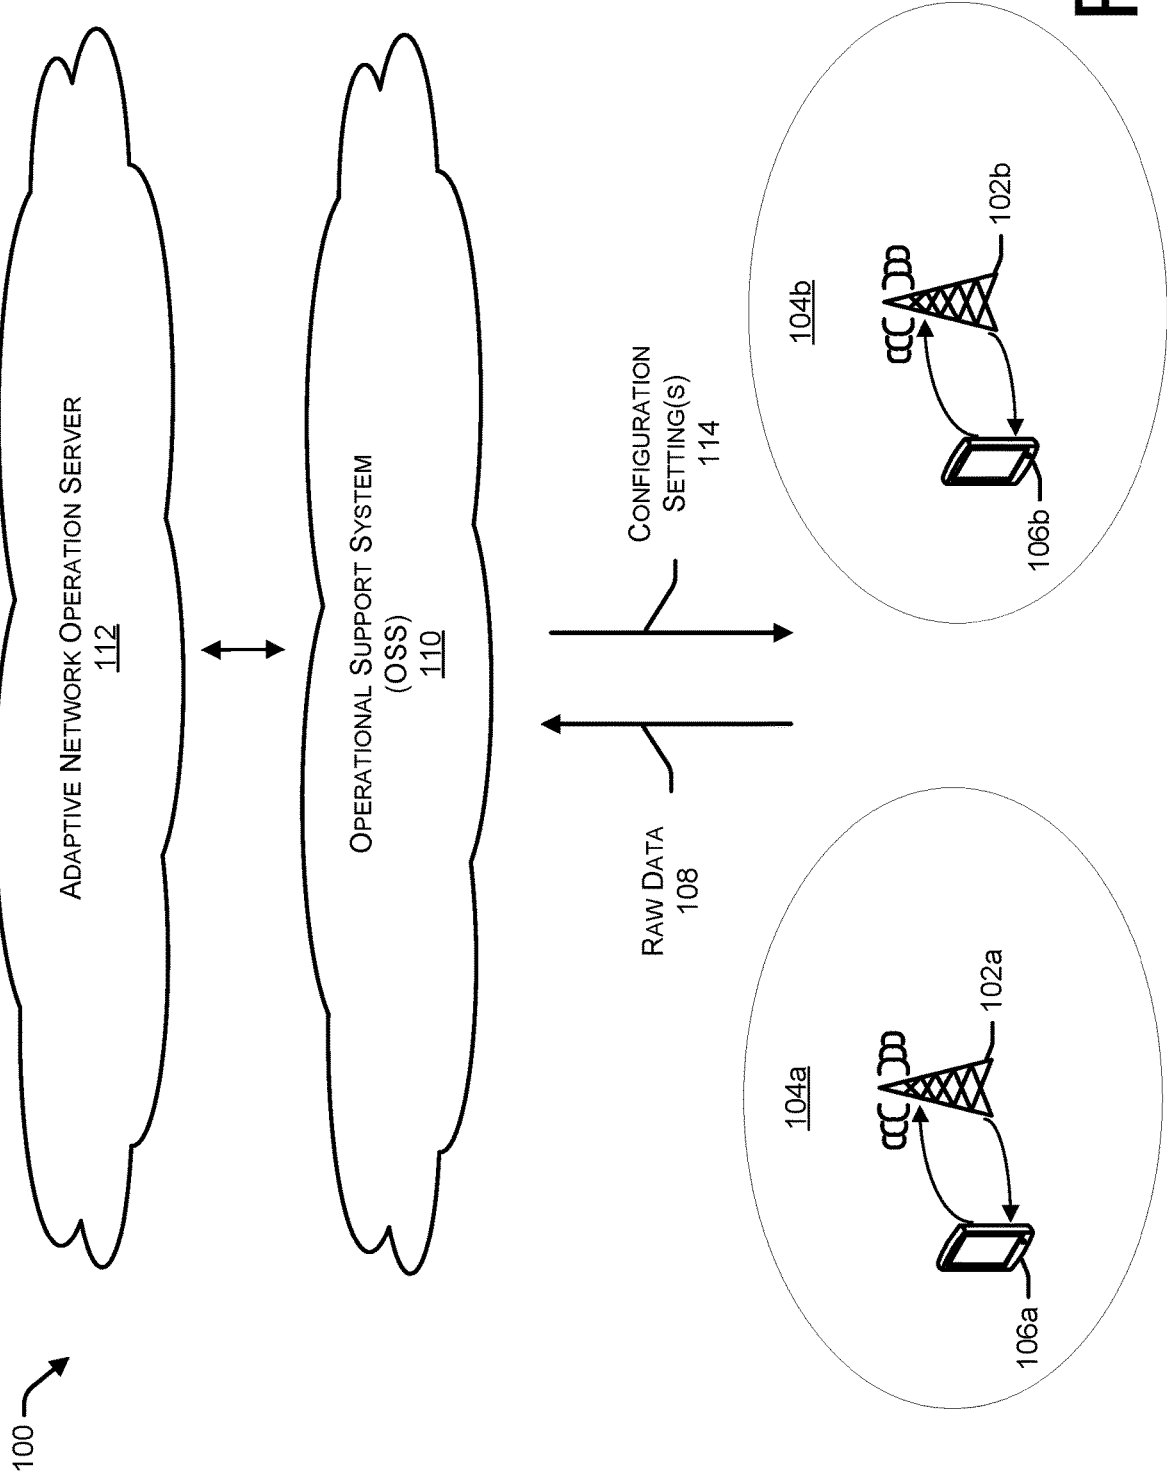 100
ADAPTIVE NETWORK OPERATION SERVER
112
OPERATIONAL SUPPORT SYSTEM
(OSS)
110
RAW DATA
108
CONFIGURATION
SETTING(S)
114
104a
102a
106a
104b
102b
106b